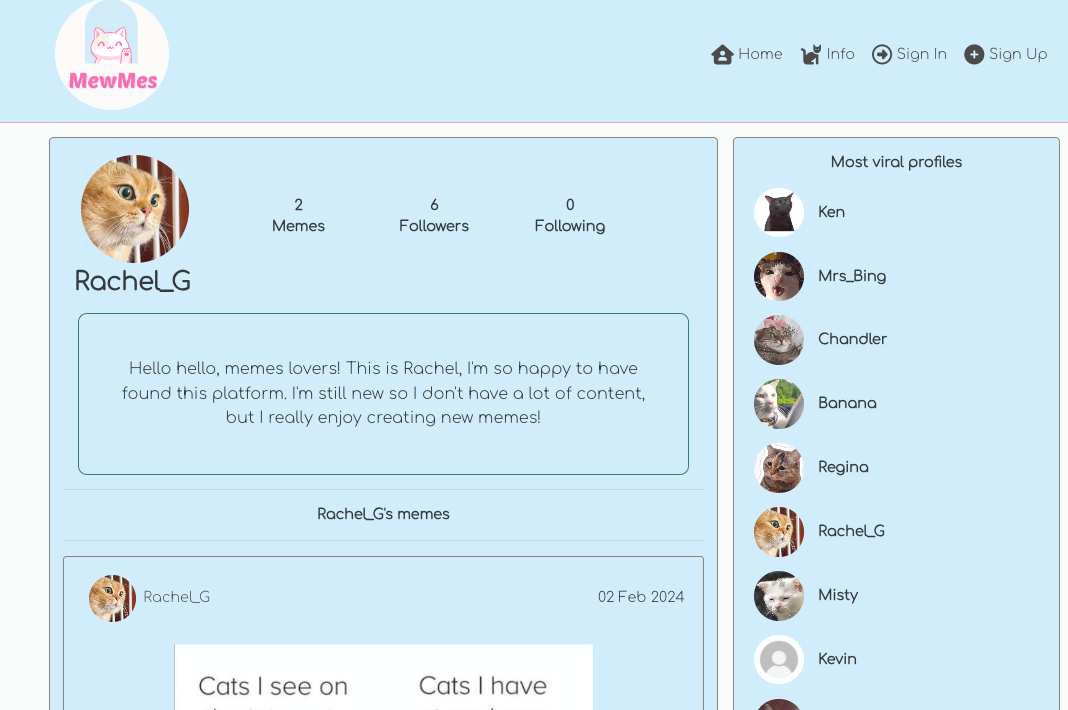 MewMes
Home
Info
Sign In
Sign Up
2
Memes
6
Followers
0
Following
Rachel_G
Hello hello, memes lovers! This is Rachel, I'm so happy to have
found this platform. I'm still new so I don't have a lot of content,
but I really enjoy creating new memes!
Rachel_G's memes
Rachel_G
02 Feb 2024
Cats I see on
Cats I have
Most viral profiles
Ken
Mrs_Bing
Chandler
Banana
Regina
Rachel_G
Misty
Kevin